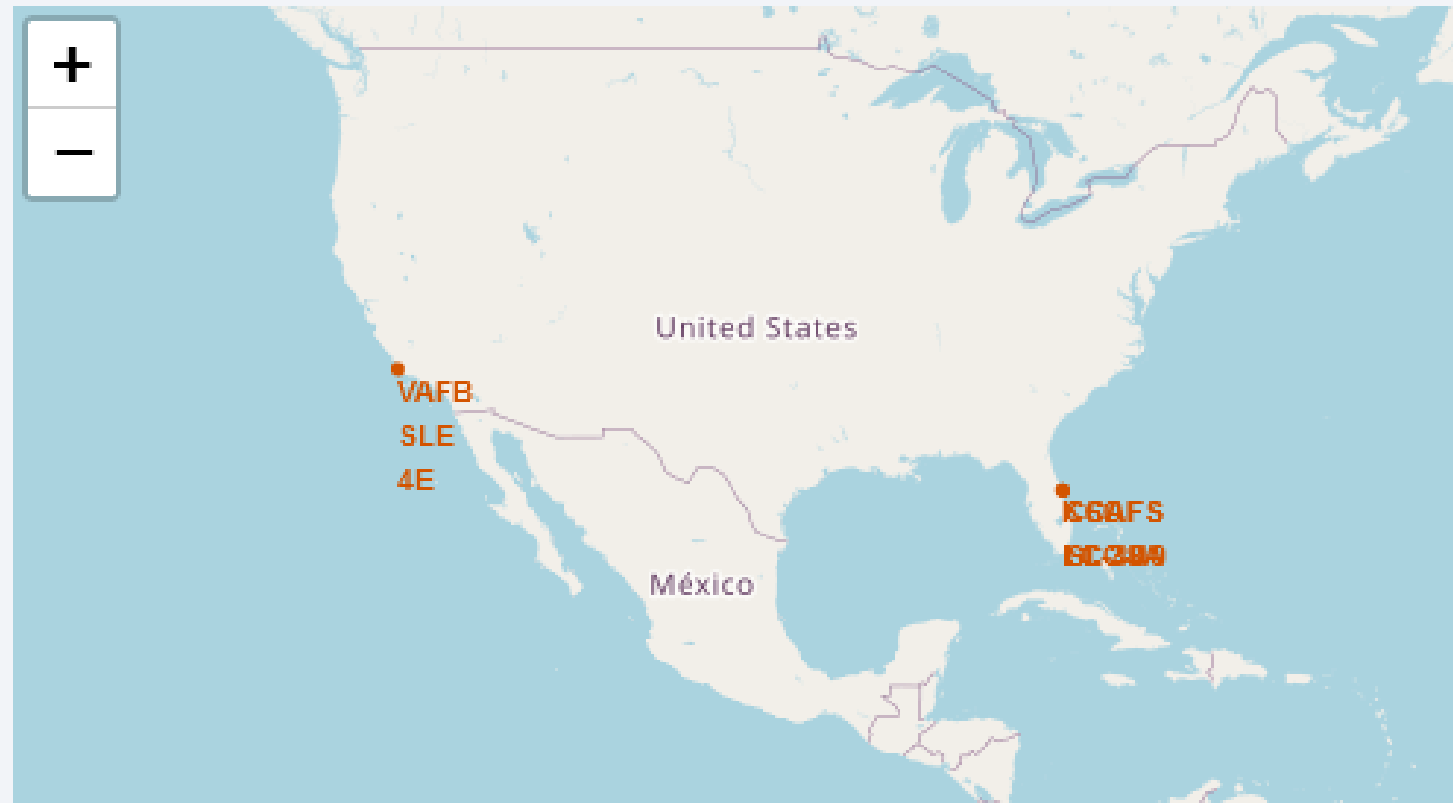 +
−
United States
VAFB
SLE
4E
México